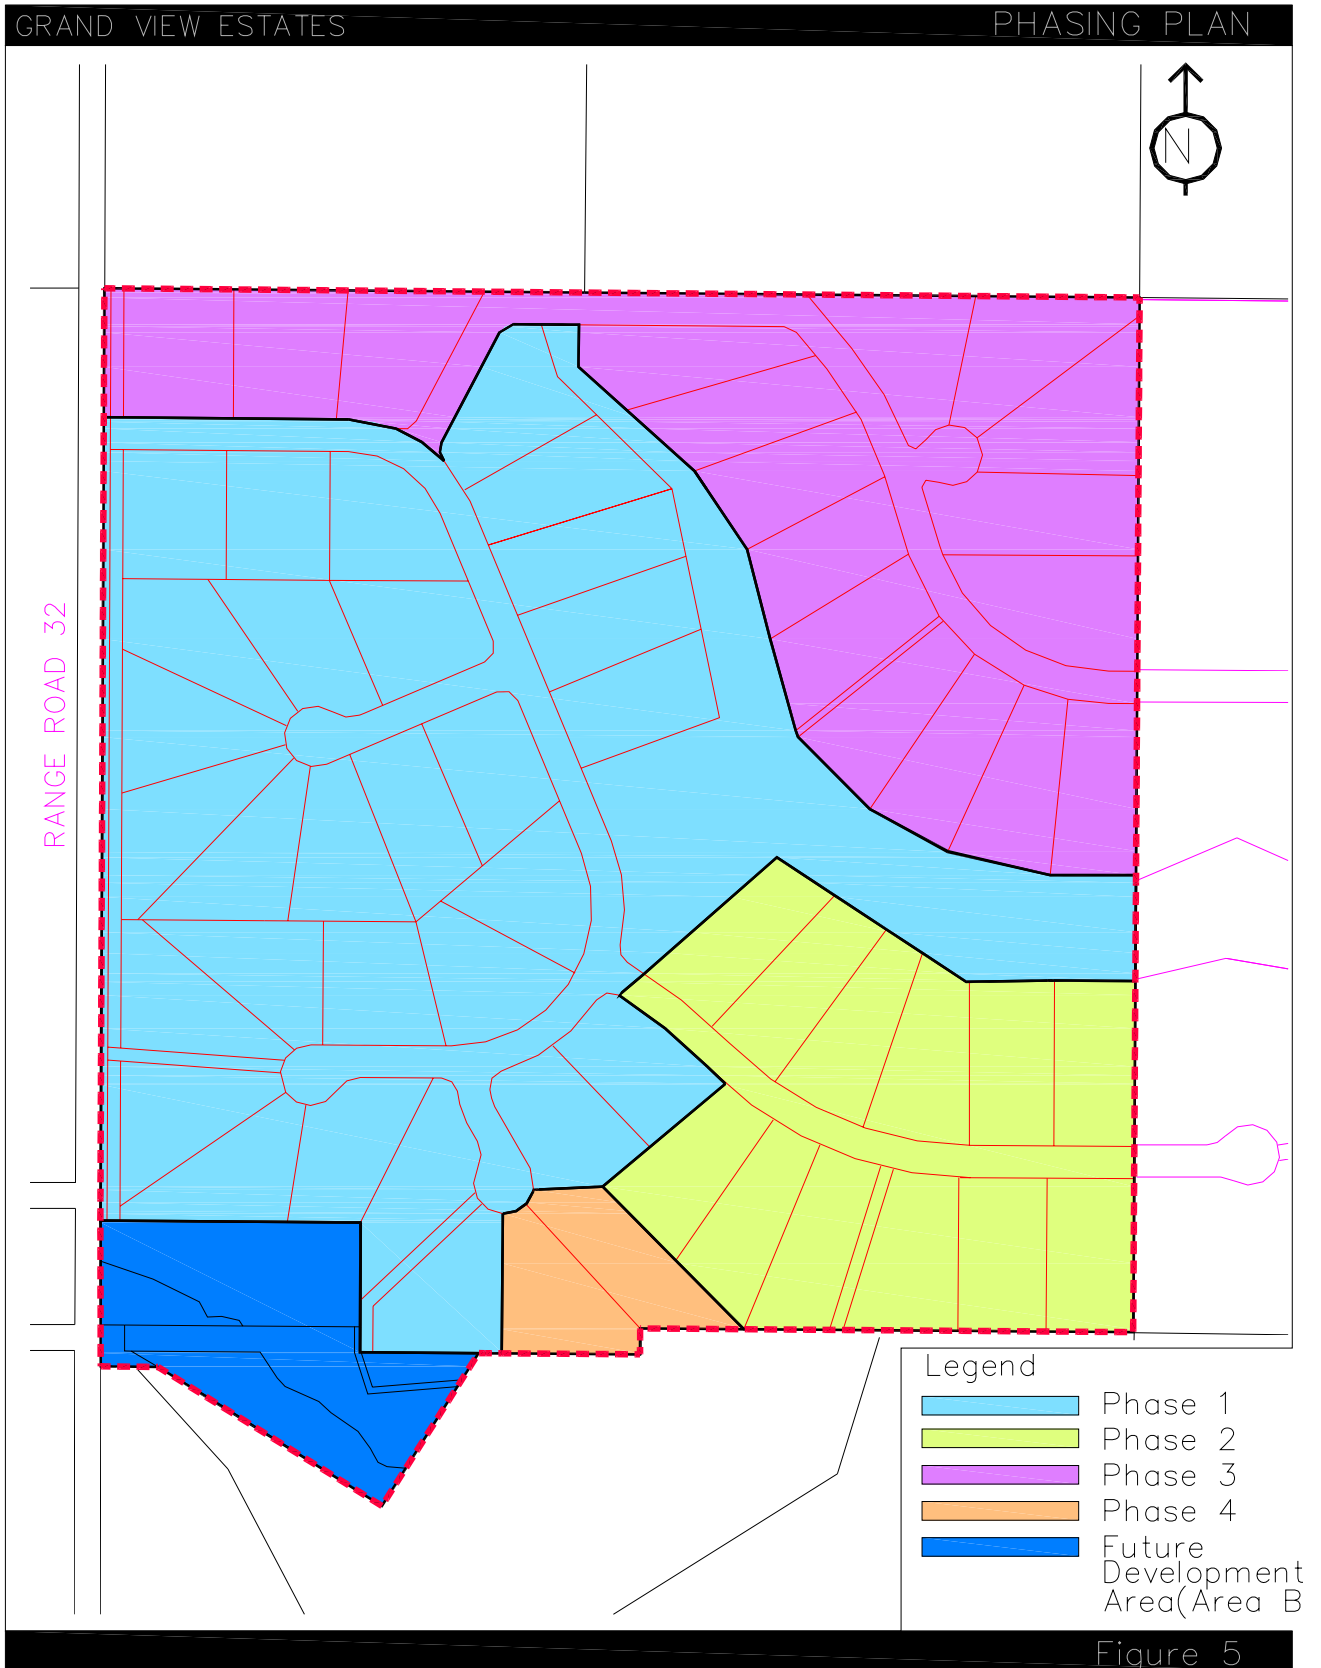 GRAND VIEW ESTATES
PHASING PLAN
N
RANGE ROAD 32
Legend
Phase 1
Phase 2
Phase 3
Phase 4
Future
Development
Area(Area B
Figure 5